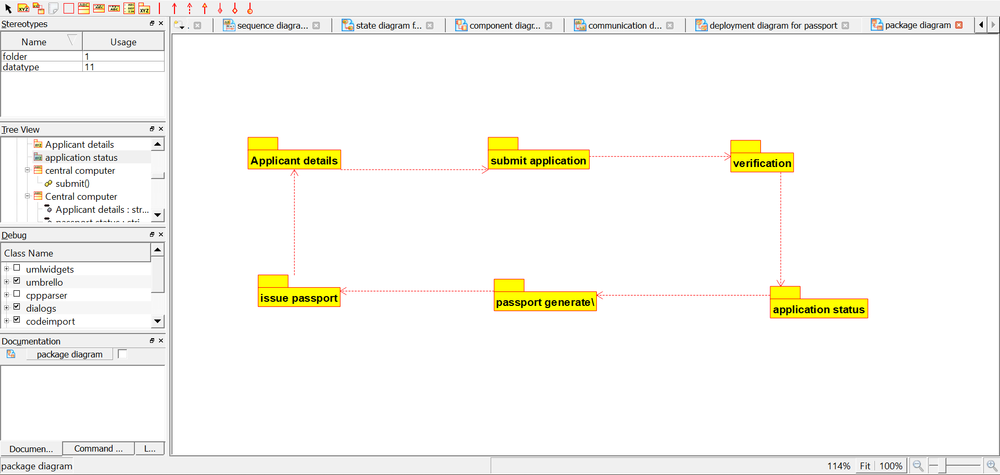 . sequence diagra... state diagram f... component diagr... communication d... deployment diagram for passport package diagram
Stereotypes
Name Usage
folder 1
datatype 11
Tree View
Applicant details
application status
central computer
submit()
Central computer
Applicant details : str...
passport status : stri...
Debug
Class Name
umlwidgets
umbrello
cppparser
dialogs
codeimport
Documentation
package diagram
Documen... Command ... L...
Applicant details
submit application
verification
issue passport
passport generate\
application status
package diagram 114% Fit 100%